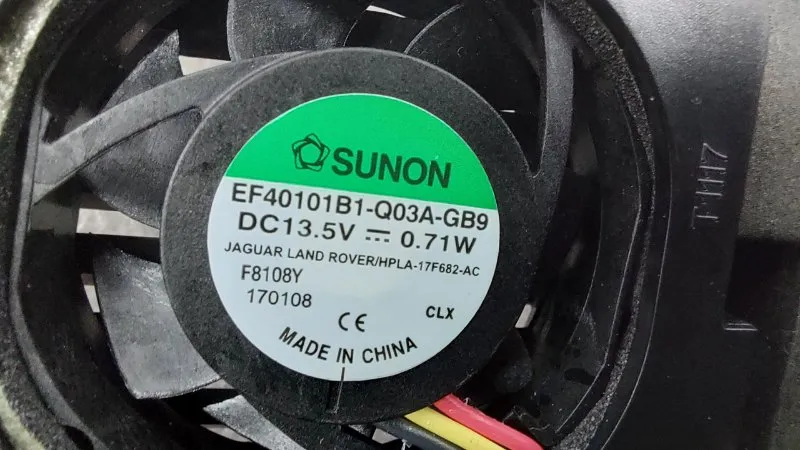 SUNON
EF40101B1-Q03A-GB9
DC13.5V ⎓ 0.71W
JAGUAR LAND ROVER/HPLA-17F682-AC
F8108Y
170108
CE
CLX
MADE IN CHINA